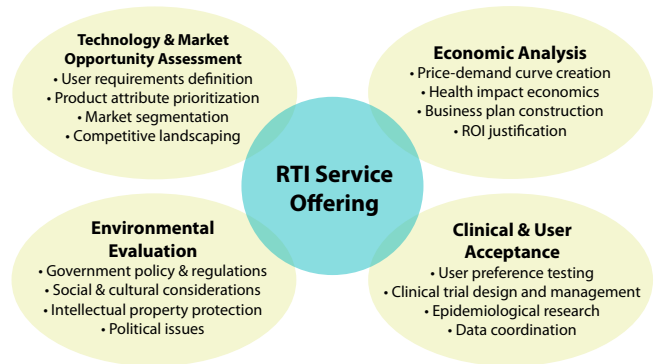 Technology & Market
Opportunity Assessment
• User requirements definition
• Product attribute prioritization
• Market segmentation
• Competitive landscaping
Economic Analysis
• Price-demand curve creation
• Health impact economics
• Business plan construction
• ROI justification
RTI Service
Offering
Environmental
Evaluation
• Government policy & regulations
• Social & cultural considerations
• Intellectual property protection
• Political issues
Clinical & User
Acceptance
• User preference testing
• Clinical trial design and management
• Epidemiological research
• Data coordination